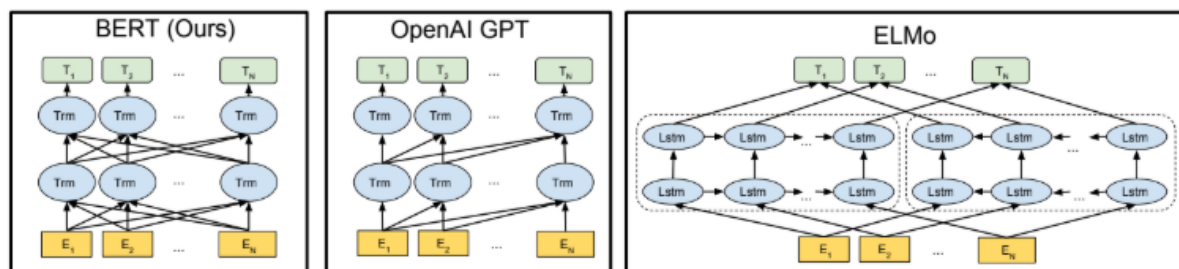 BERT (Ours)
T1 T2 ... TN
Trm Trm ... Trm
Trm Trm ... Trm
E1 E2 ... EN
OpenAI GPT
T1 T2 ... TN
Trm Trm ... Trm
Trm Trm ... Trm
E1 E2 ... EN
ELMo
T1 T2 ... TN
Lstm Lstm ... Lstm Lstm Lstm ... Lstm
Lstm Lstm ... Lstm Lstm Lstm ... Lstm
E1 E2 ... EN